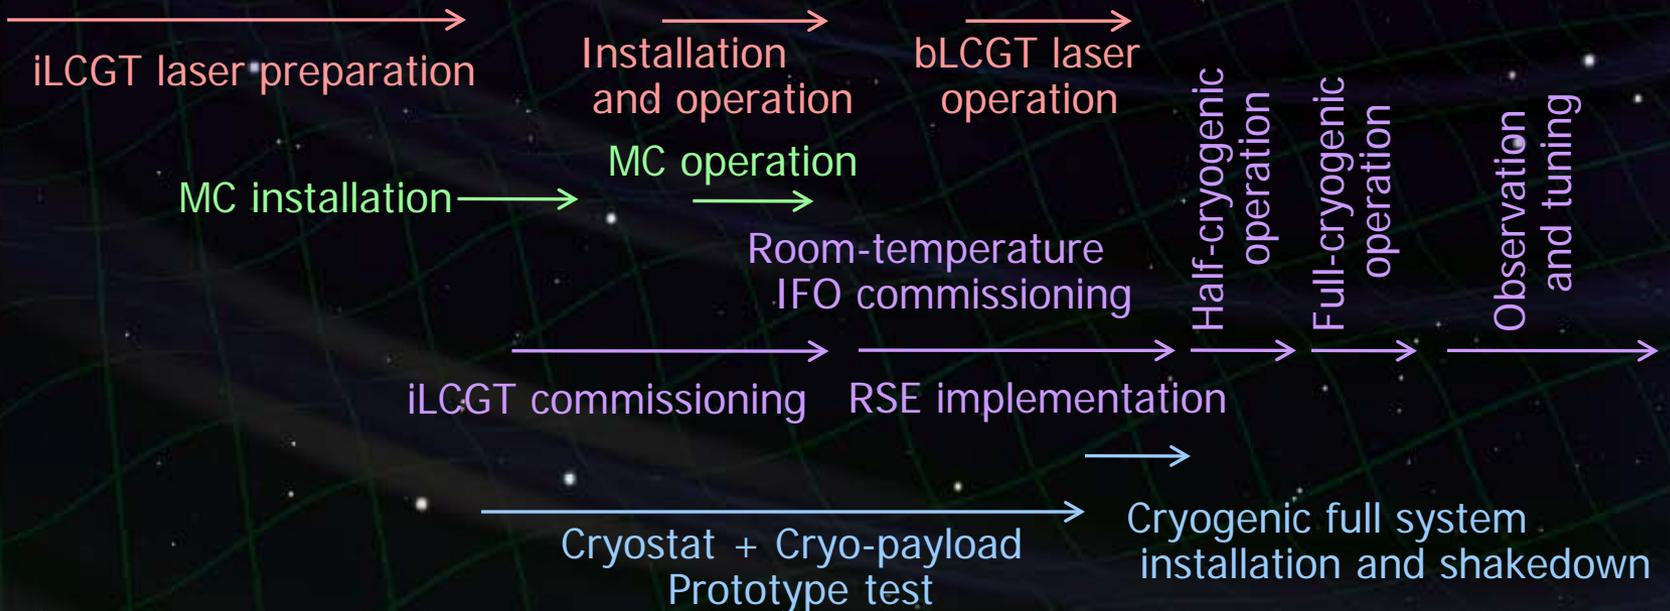 iLCGT laser preparation
Installation
and operation
bLCGT laser
operation
MC operation
MC installation
Room-temperature
IFO commissioning
Half-cryogenic
operation
Full-cryogenic
operation
Observation
and tuning
iLCGT commissioning
RSE implementation
Cryostat + Cryo-payload
Prototype test
Cryogenic full system
installation and shakedown